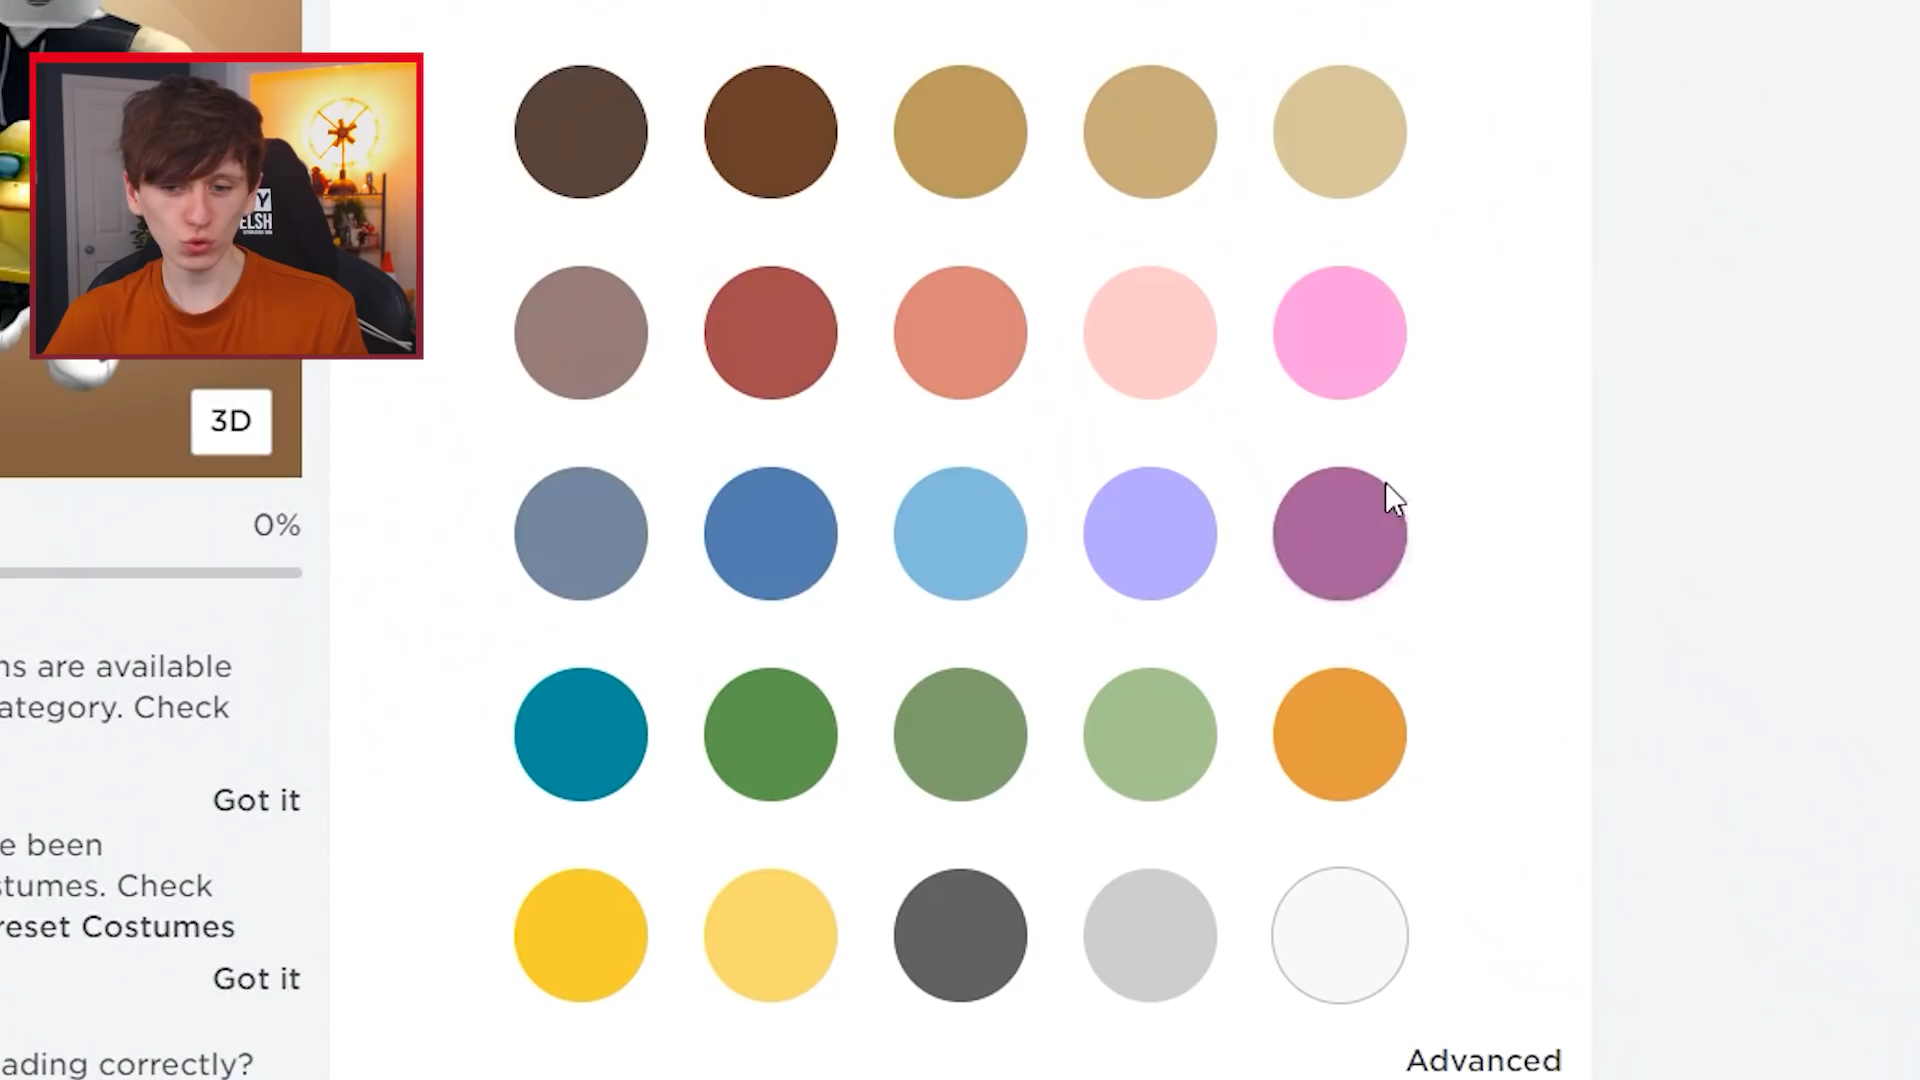 ELSH
3D
0%
ns are available
ategory. Check
Got it
e been
stumes. Check
reset Costumes
Got it
ading correctly?
Advanced